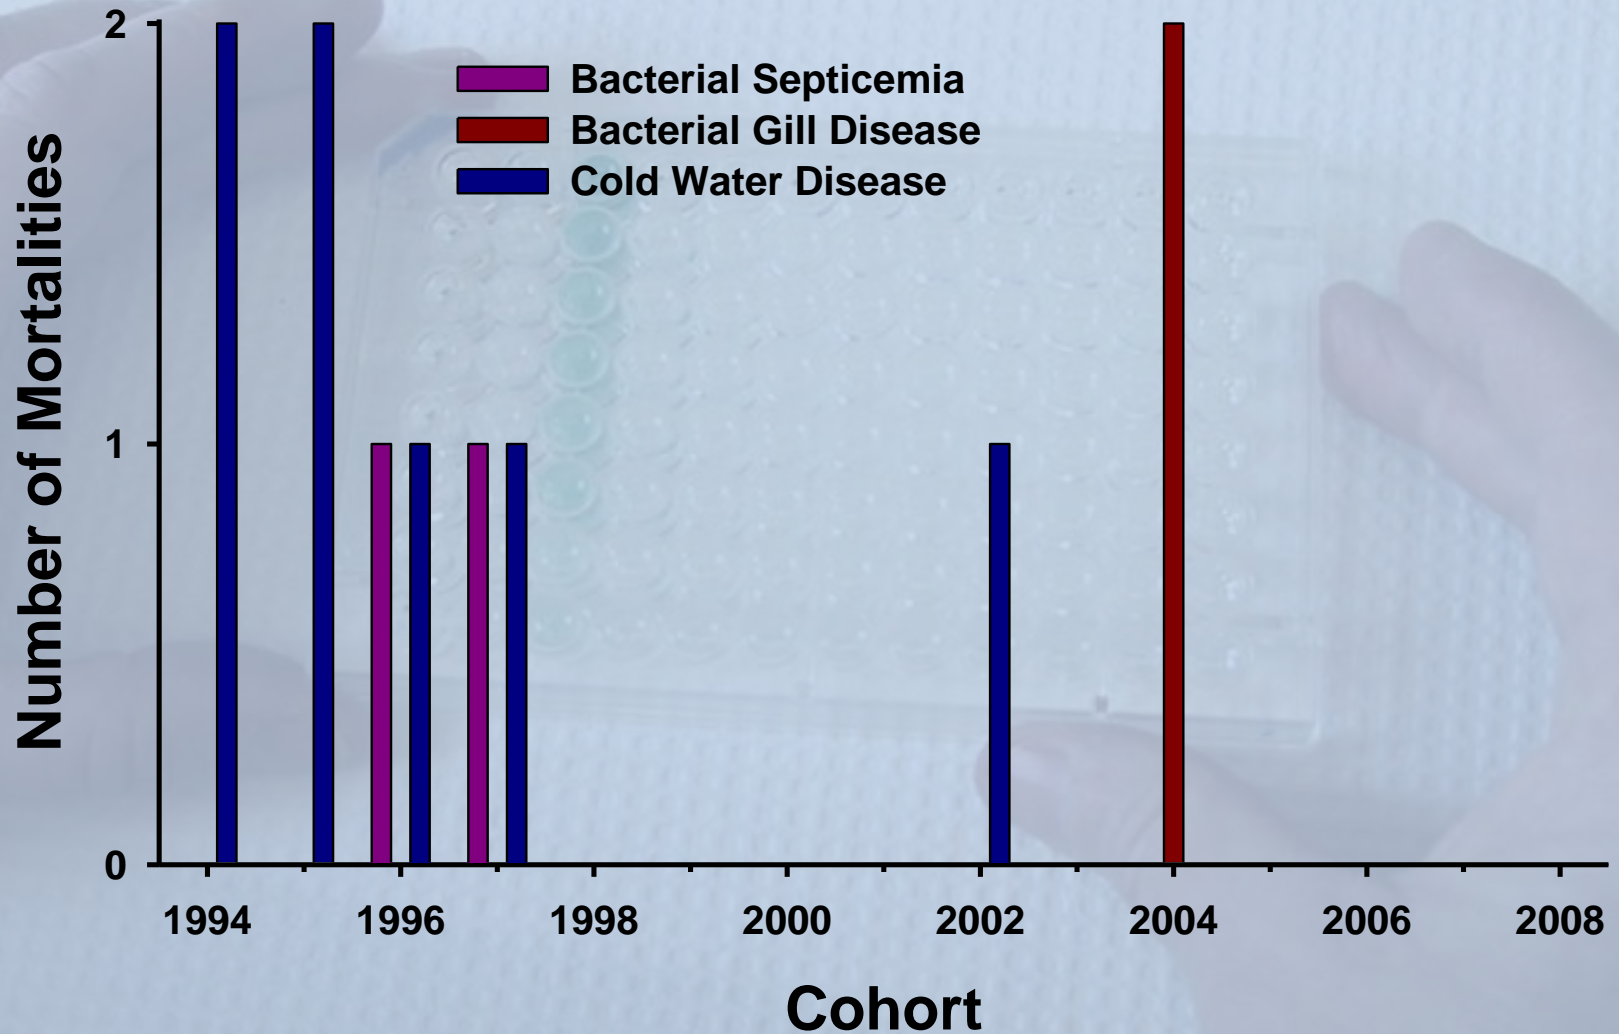 2
1
0
Number of Mortalities
Bacterial Septicemia
Bacterial Gill Disease
Cold Water Disease
1994 1996 1998 2000 2002 2004 2006 2008
Cohort